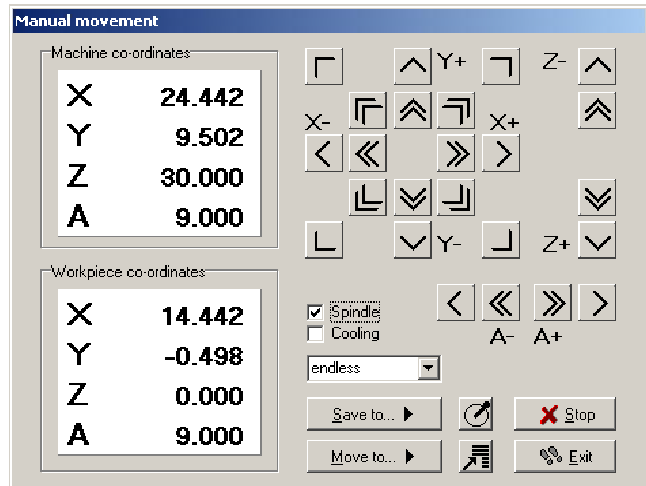 Manual movement
Machine co-ordinates
X 24.442
Y 9.502
Z 30.000
A 9.000
Workpiece co-ordinates
X 14.442
Y -0.498
Z 0.000
A 9.000
Y+
Z-
X-
X+
Y-
Z+
A- A+
Spindle
Cooling
endless
Save to...
Stop
Move to...
Exit